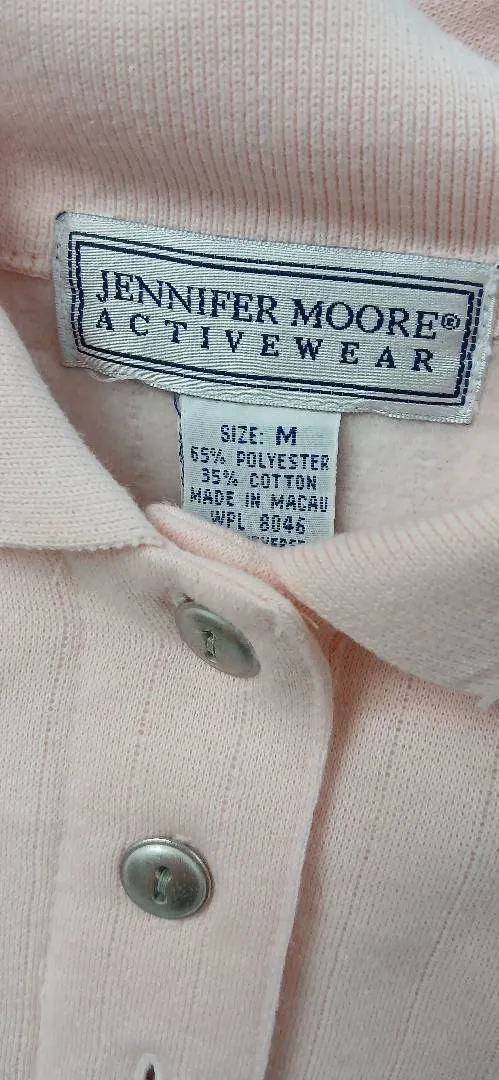 JENNIFER MOORE®
ACTIVEWEAR
SIZE: M
65% POLYESTER
35% COTTON
MADE IN MACAU
WPL 8046